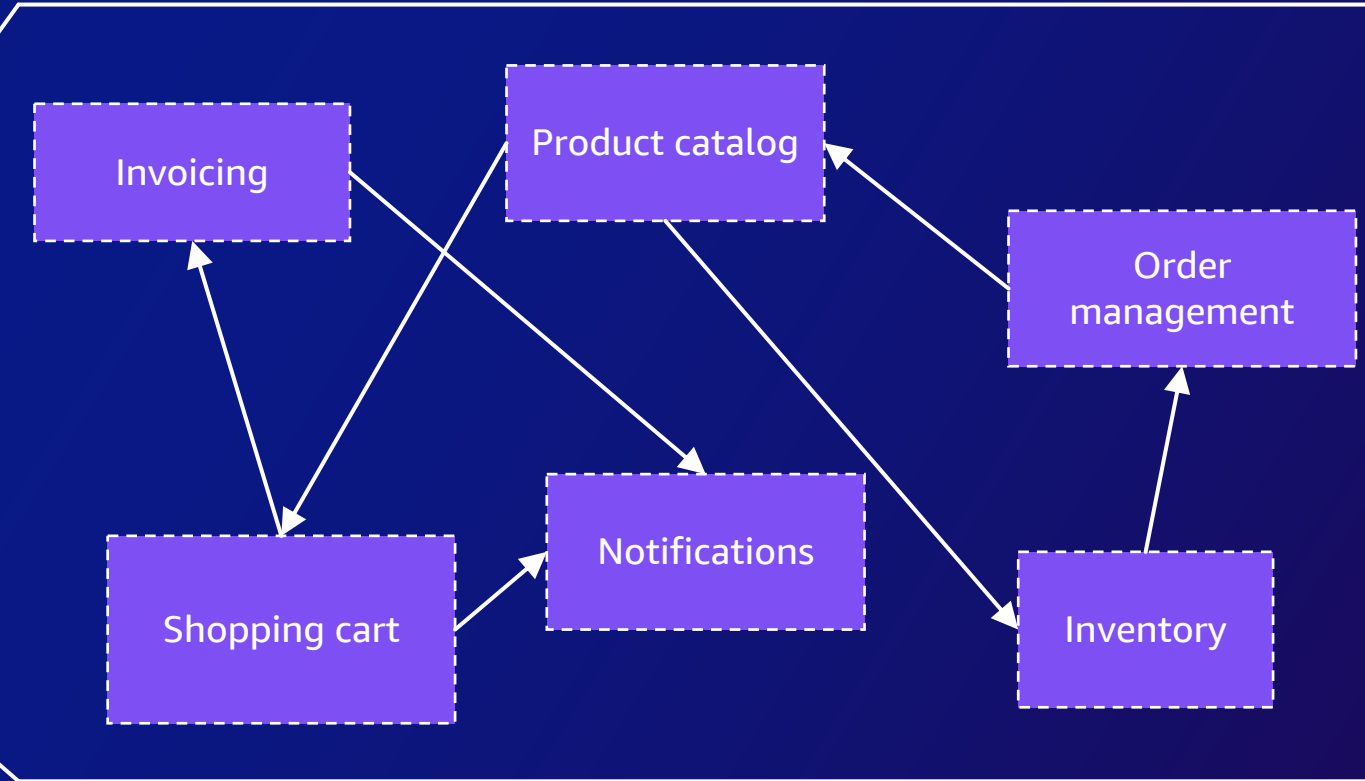 Product catalog
Invoicing
Order
management
Notifications
Shopping cart
Inventory